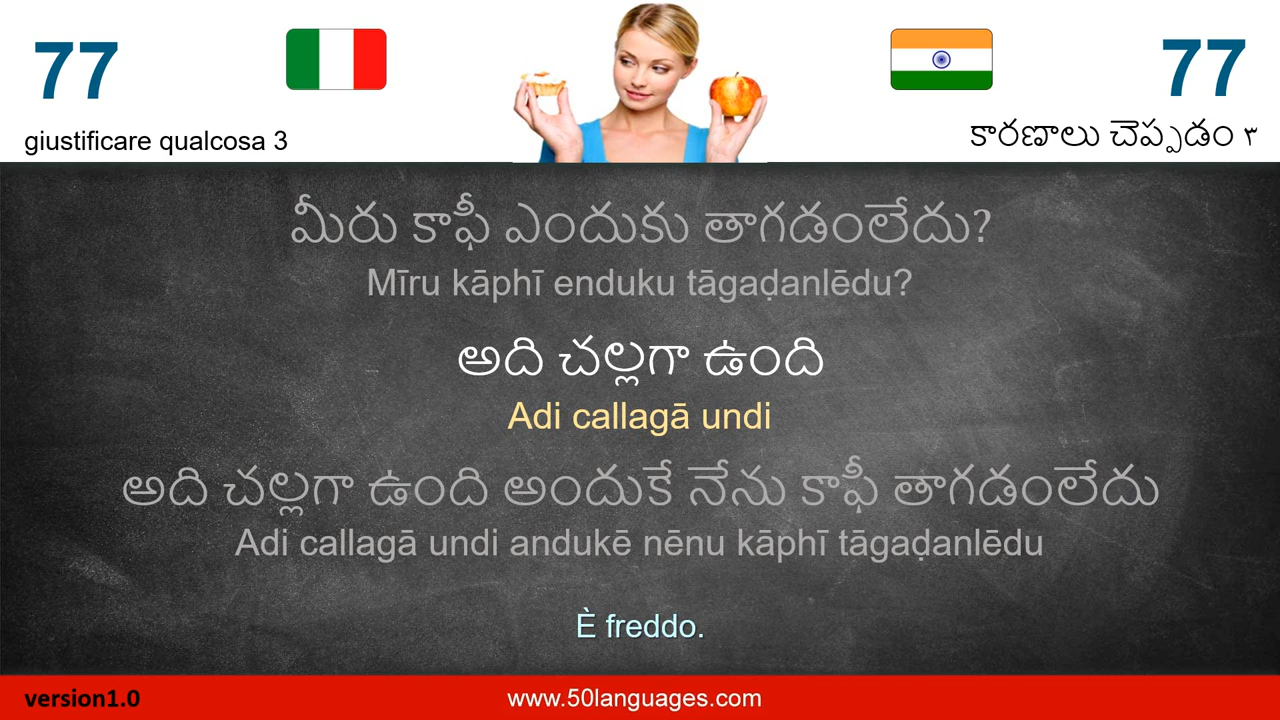 77
77
giustificare qualcosa 3
కారణాలు చెప్పడం ౩
మీరు కాఫీ ఎందుకు తాగడంలేదు?
Mīru kāphī enduku tāgaḍanlēdu?
అది చల్లగా ఉంది
Adi callagā undi
అది చల్లగా ఉంది అందుకే నేను కాఫీ తాగడంలేదు
Adi callagā undi andukē nēnu kāphī tāgaḍanlēdu
È freddo.
version1.0
www.50languages.com